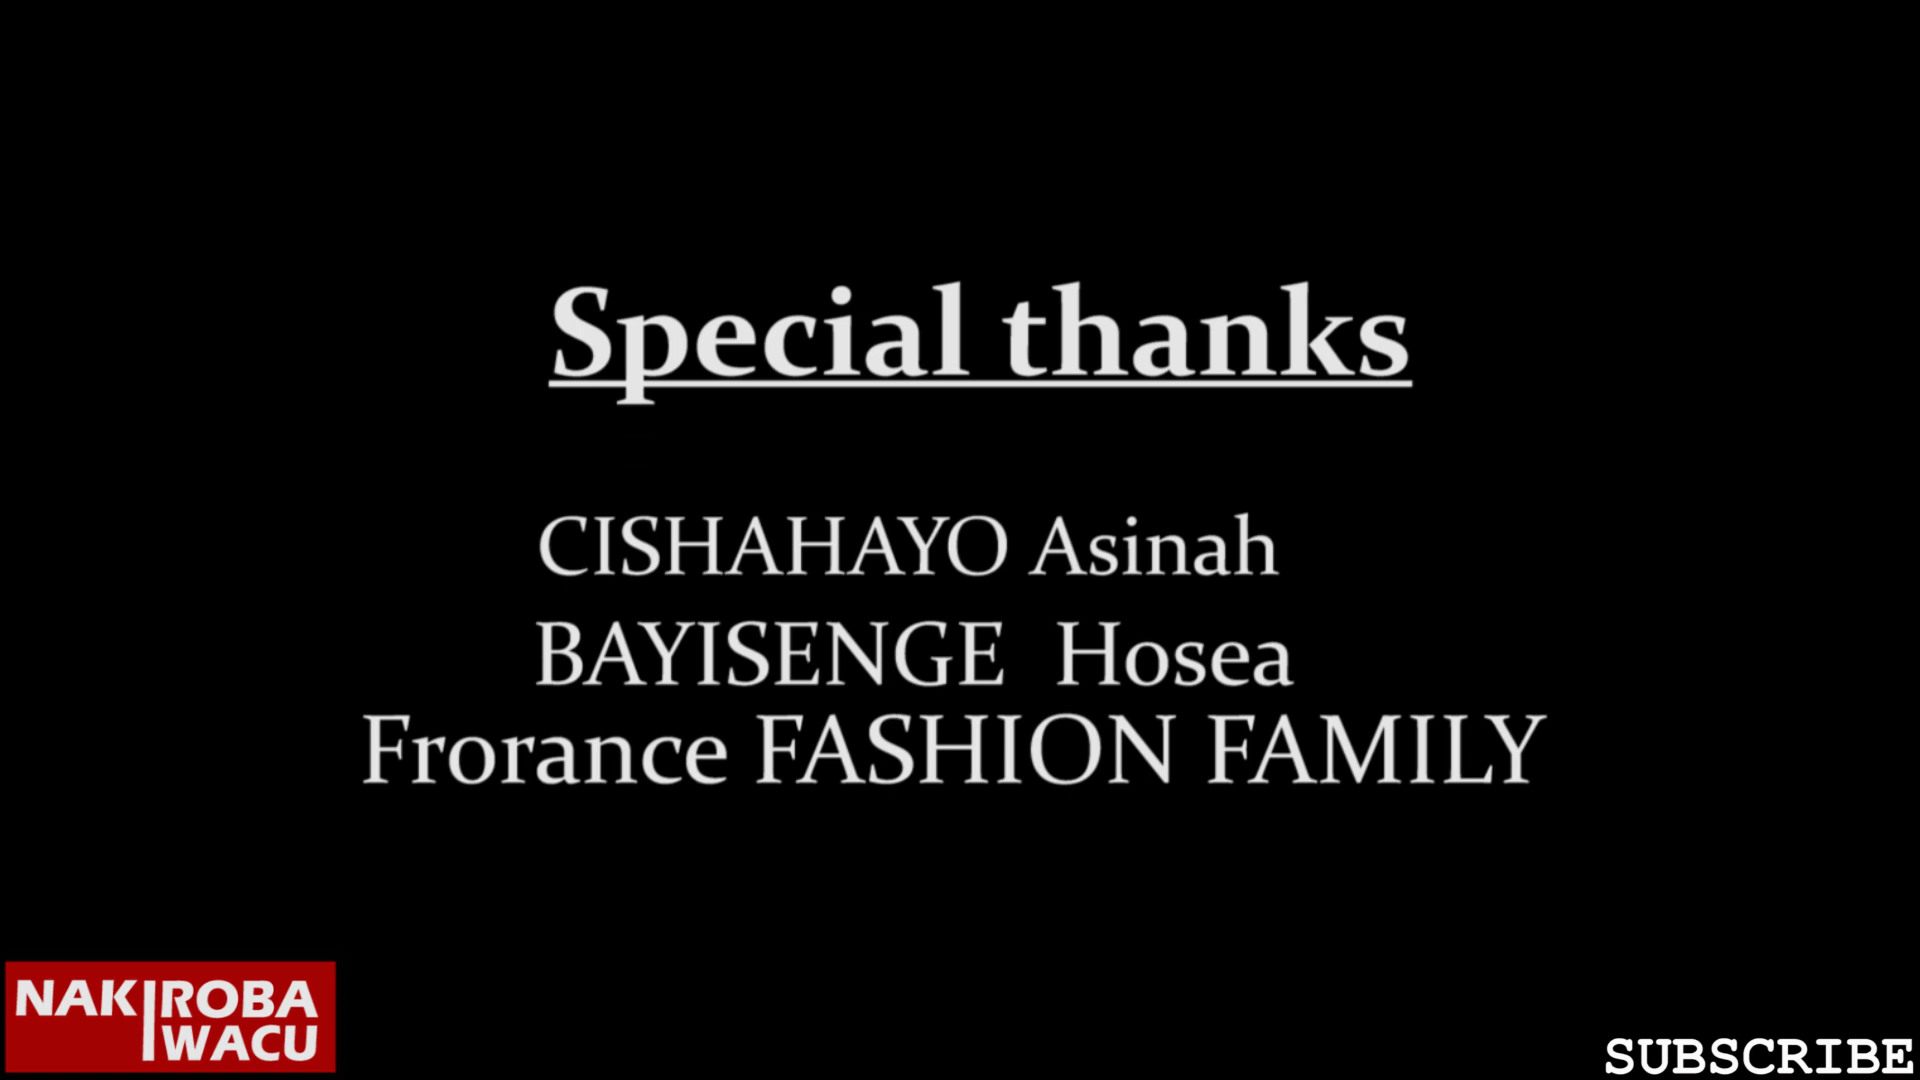 Special thanks
CISHAHAYO Asinah
BAYISENGE Hosea
Frorance FASHION FAMILY
NAKIROBA
WACU
SUBSCRIBE